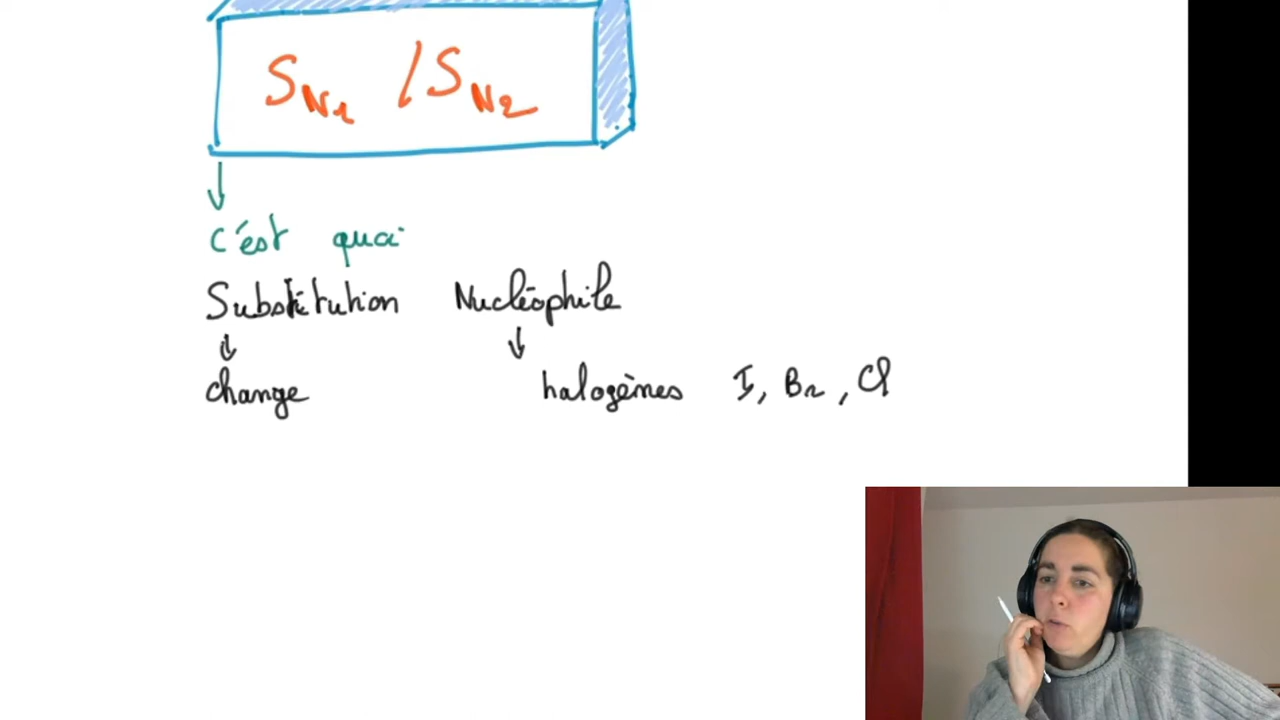 SN1 / SN2
C'est quoi
Substitution Nucléophile
change halogènes I, Br, Cl